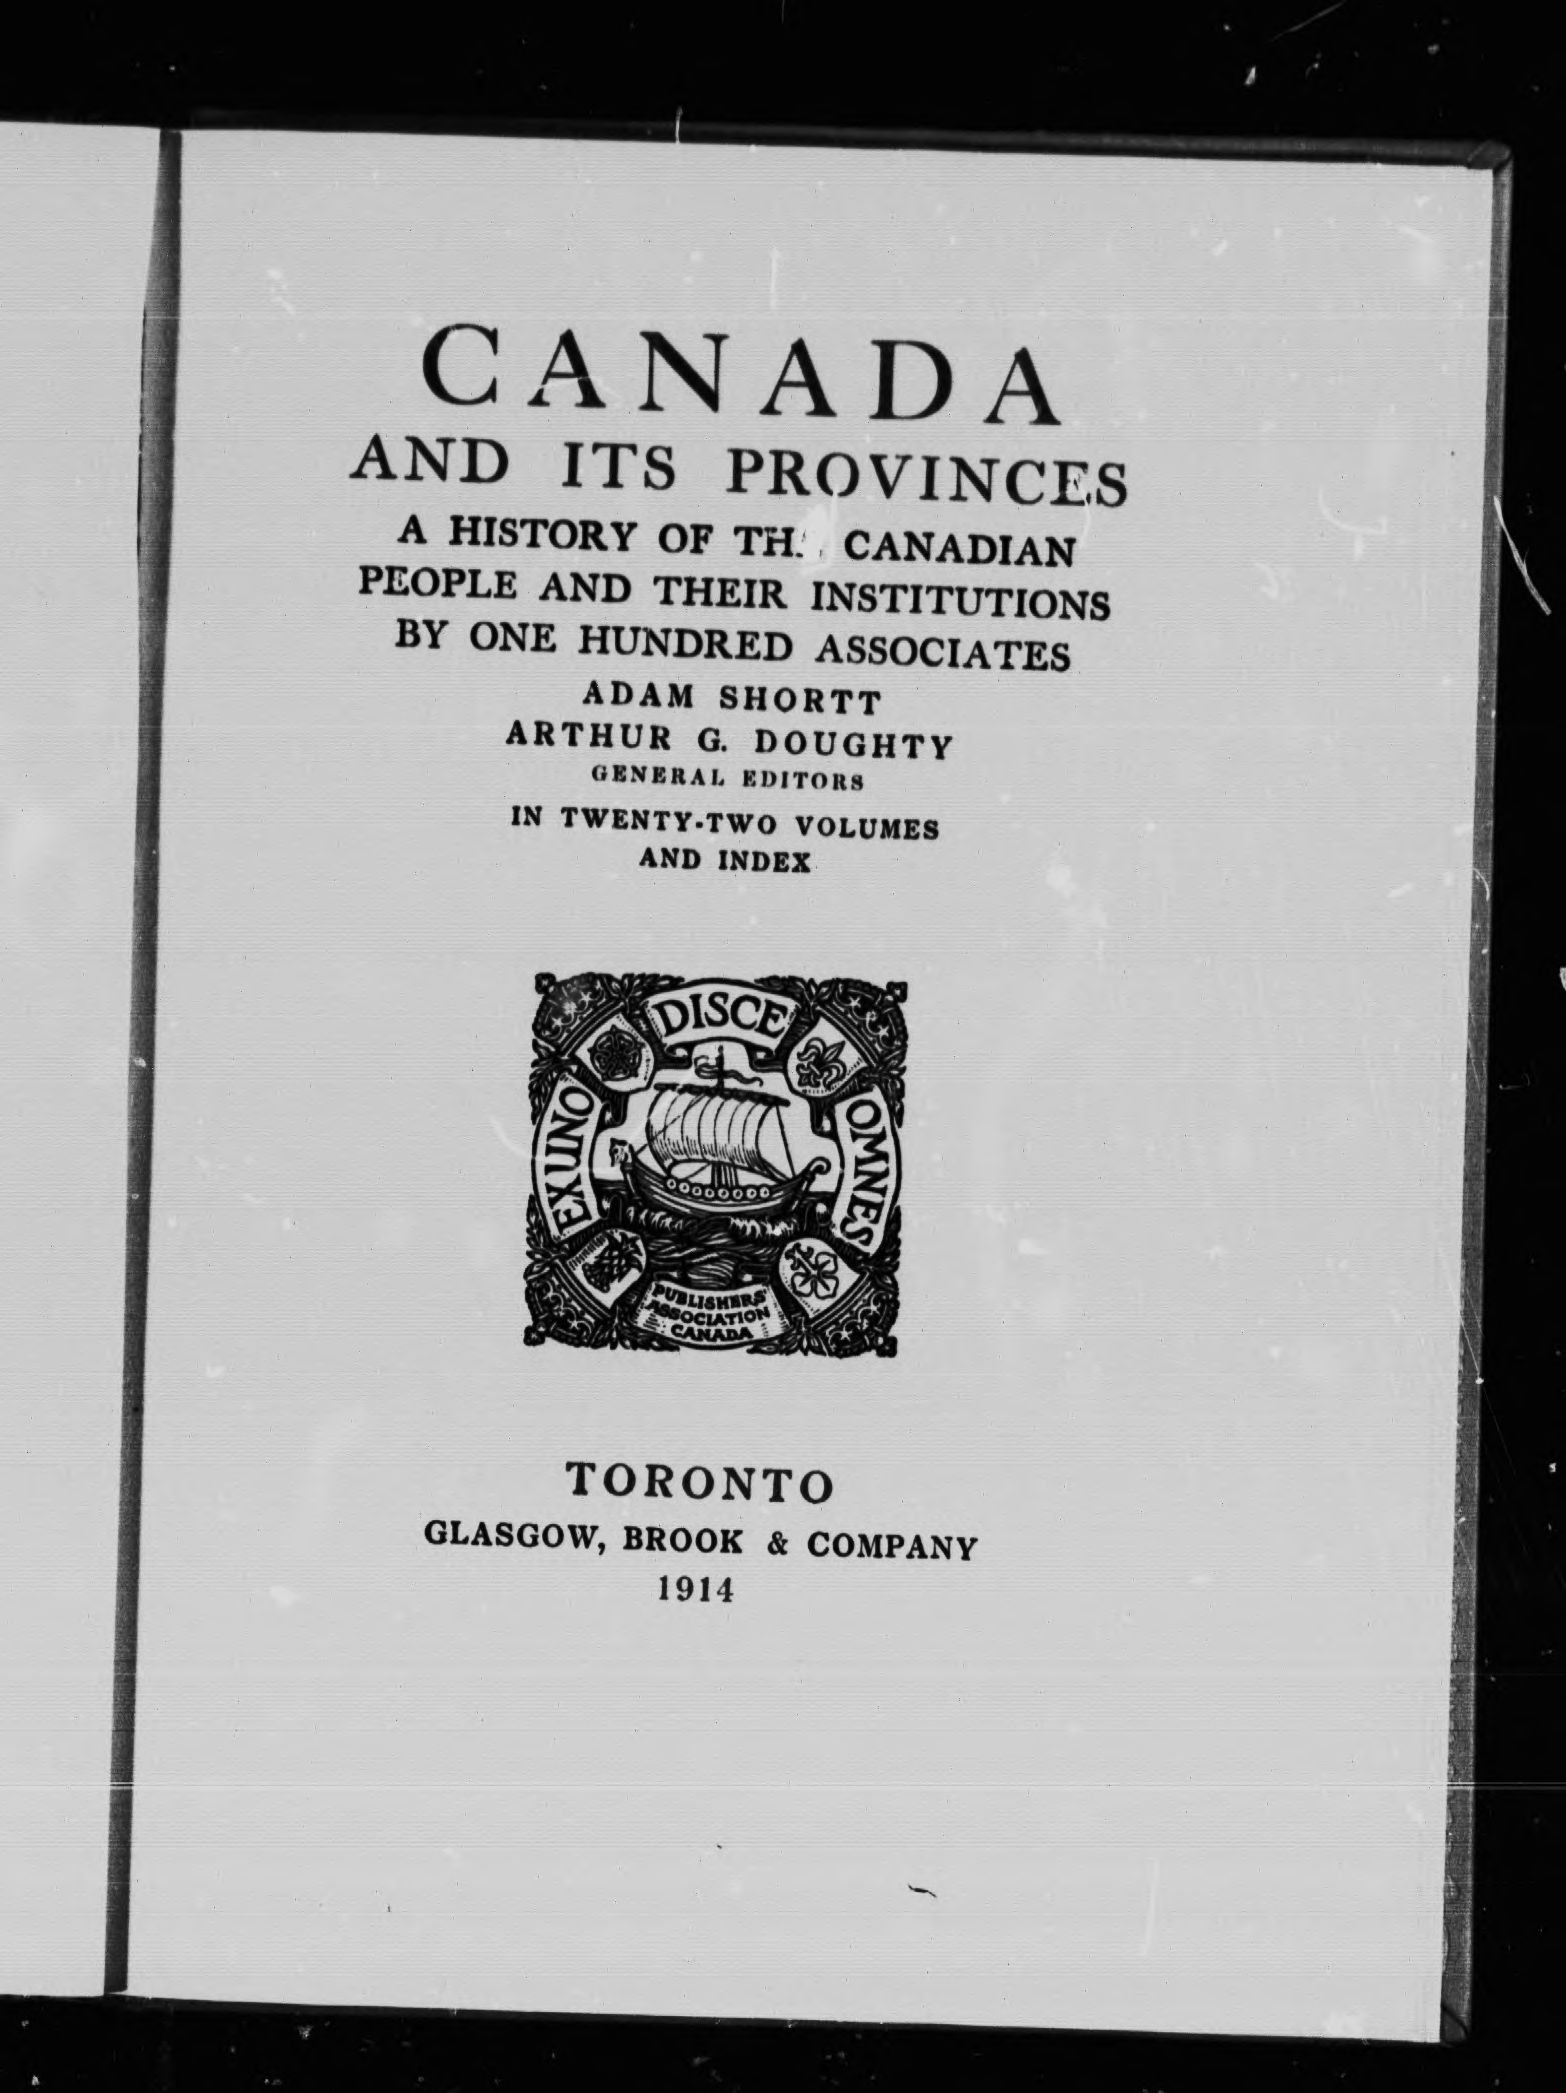 CANADA
AND ITS PROVINCES
A HISTORY OF TH CANADIAN
PEOPLE AND THEIR INSTITUTIONS
BY ONE HUNDRED ASSOCIATES
ADAM SHORTT
ARTHUR G. DOUGHTY
GENERAL EDITORS
IN TWENTY-TWO VOLUMES
AND INDEX
EX UNO
DISCE
OMNES
PUBLISHERS'
ASSOCIATION
CANADA
TORONTO
GLASGOW, BROOK & COMPANY
1914